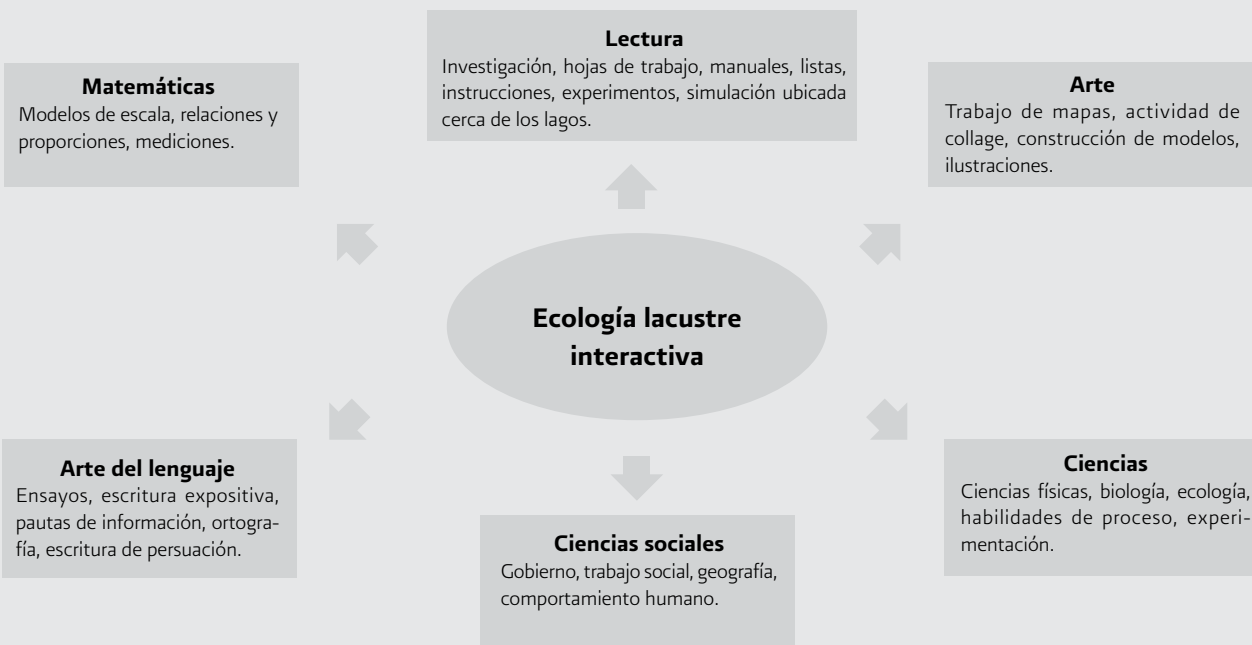 Lectura
Investigación, hojas de trabajo, manuales, listas,
instrucciones, experimentos, simulación ubicada
cerca de los lagos.
Matemáticas
Modelos de escala, relaciones y
proporciones, mediciones.
Arte
Trabajo de mapas, actividad de
collage, construcción de modelos,
ilustraciones.
Ecología lacustre
interactiva
Arte del lenguaje
Ensayos, escritura expositiva,
pautas de información, ortogra-
fía, escritura de persuación.
Ciencias sociales
Gobierno, trabajo social, geografía,
comportamiento humano.
Ciencias
Ciencias físicas, biología, ecología,
habilidades de proceso, experi-
mentación.